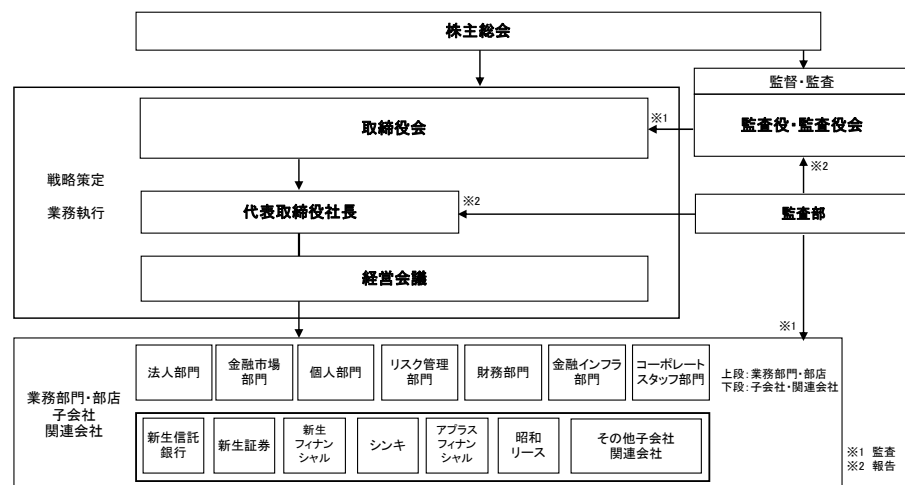 株主総会
監督・監査
取締役会
※1
監査役・監査役会
戦略策定
業務執行
※2
代表取締役社長
※2
監査部
経営会議
※1
法人部門
金融市場
部門
個人部門
リスク管理
部門
財務部門
金融インフラ
部門
コーポレート
スタッフ部門
上段：業務部門・部店
下段：子会社・関連会社
業務部門・部店
子会社
関連会社
新生信託
銀行
新生証券
新生
フィナン
シャル
シンキ
アプラス
フィナン
シャル
昭和
リース
その他子会社
関連会社
※1 監査
※2 報告